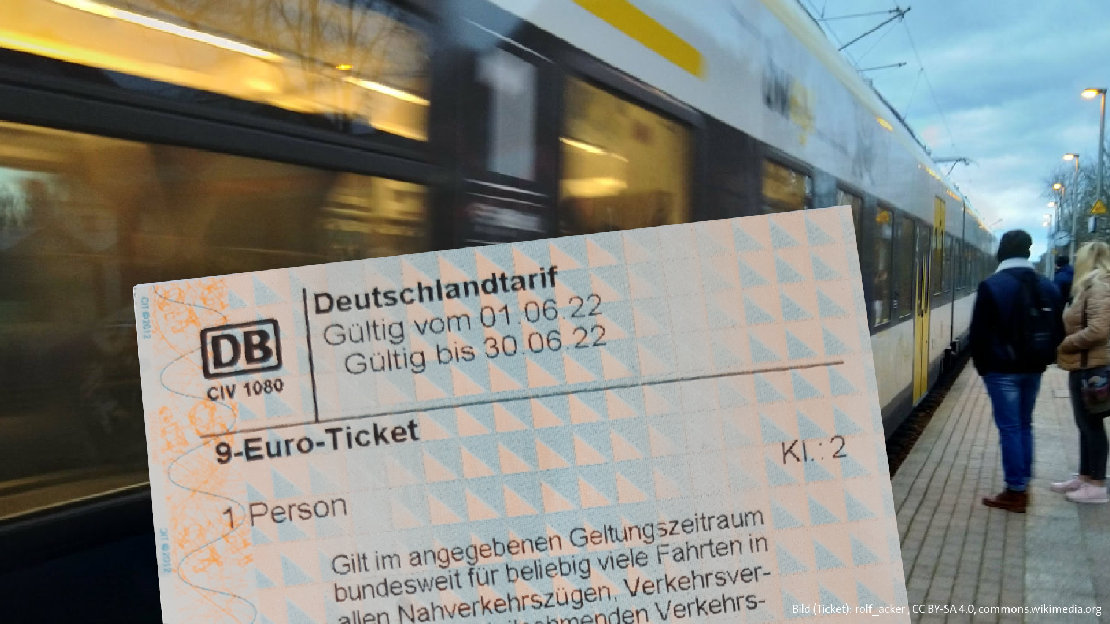 Deutschlandtarif
Gültig vom 01.06.22
Gültig bis 30.06.22
DB
CIV 1080
9-Euro-Ticket
Kl.: 2
1 Person
Gilt im angegebenen Geltungszeitraum
bundesweit für beliebig viele Fahrten in
allen Nahverkehrszügen. Verkehrsver-
Verkehrs-
Bild (Ticket): rolf_acker, CC BY-SA 4.0, commons.wikimedia.org